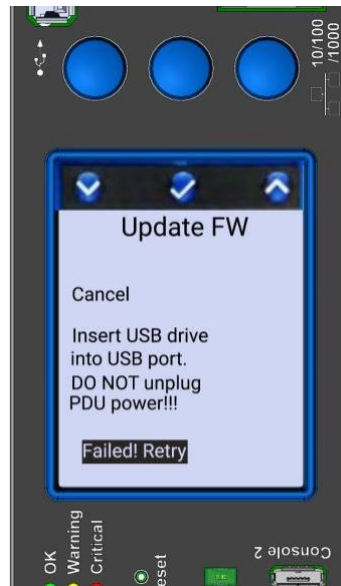 10/100
/1000
Update FW
Cancel
Insert USB drive
into USB port.
DO NOT unplug
PDU power!!!
Failed! Retry
OK
Warning
Critical
Console 2